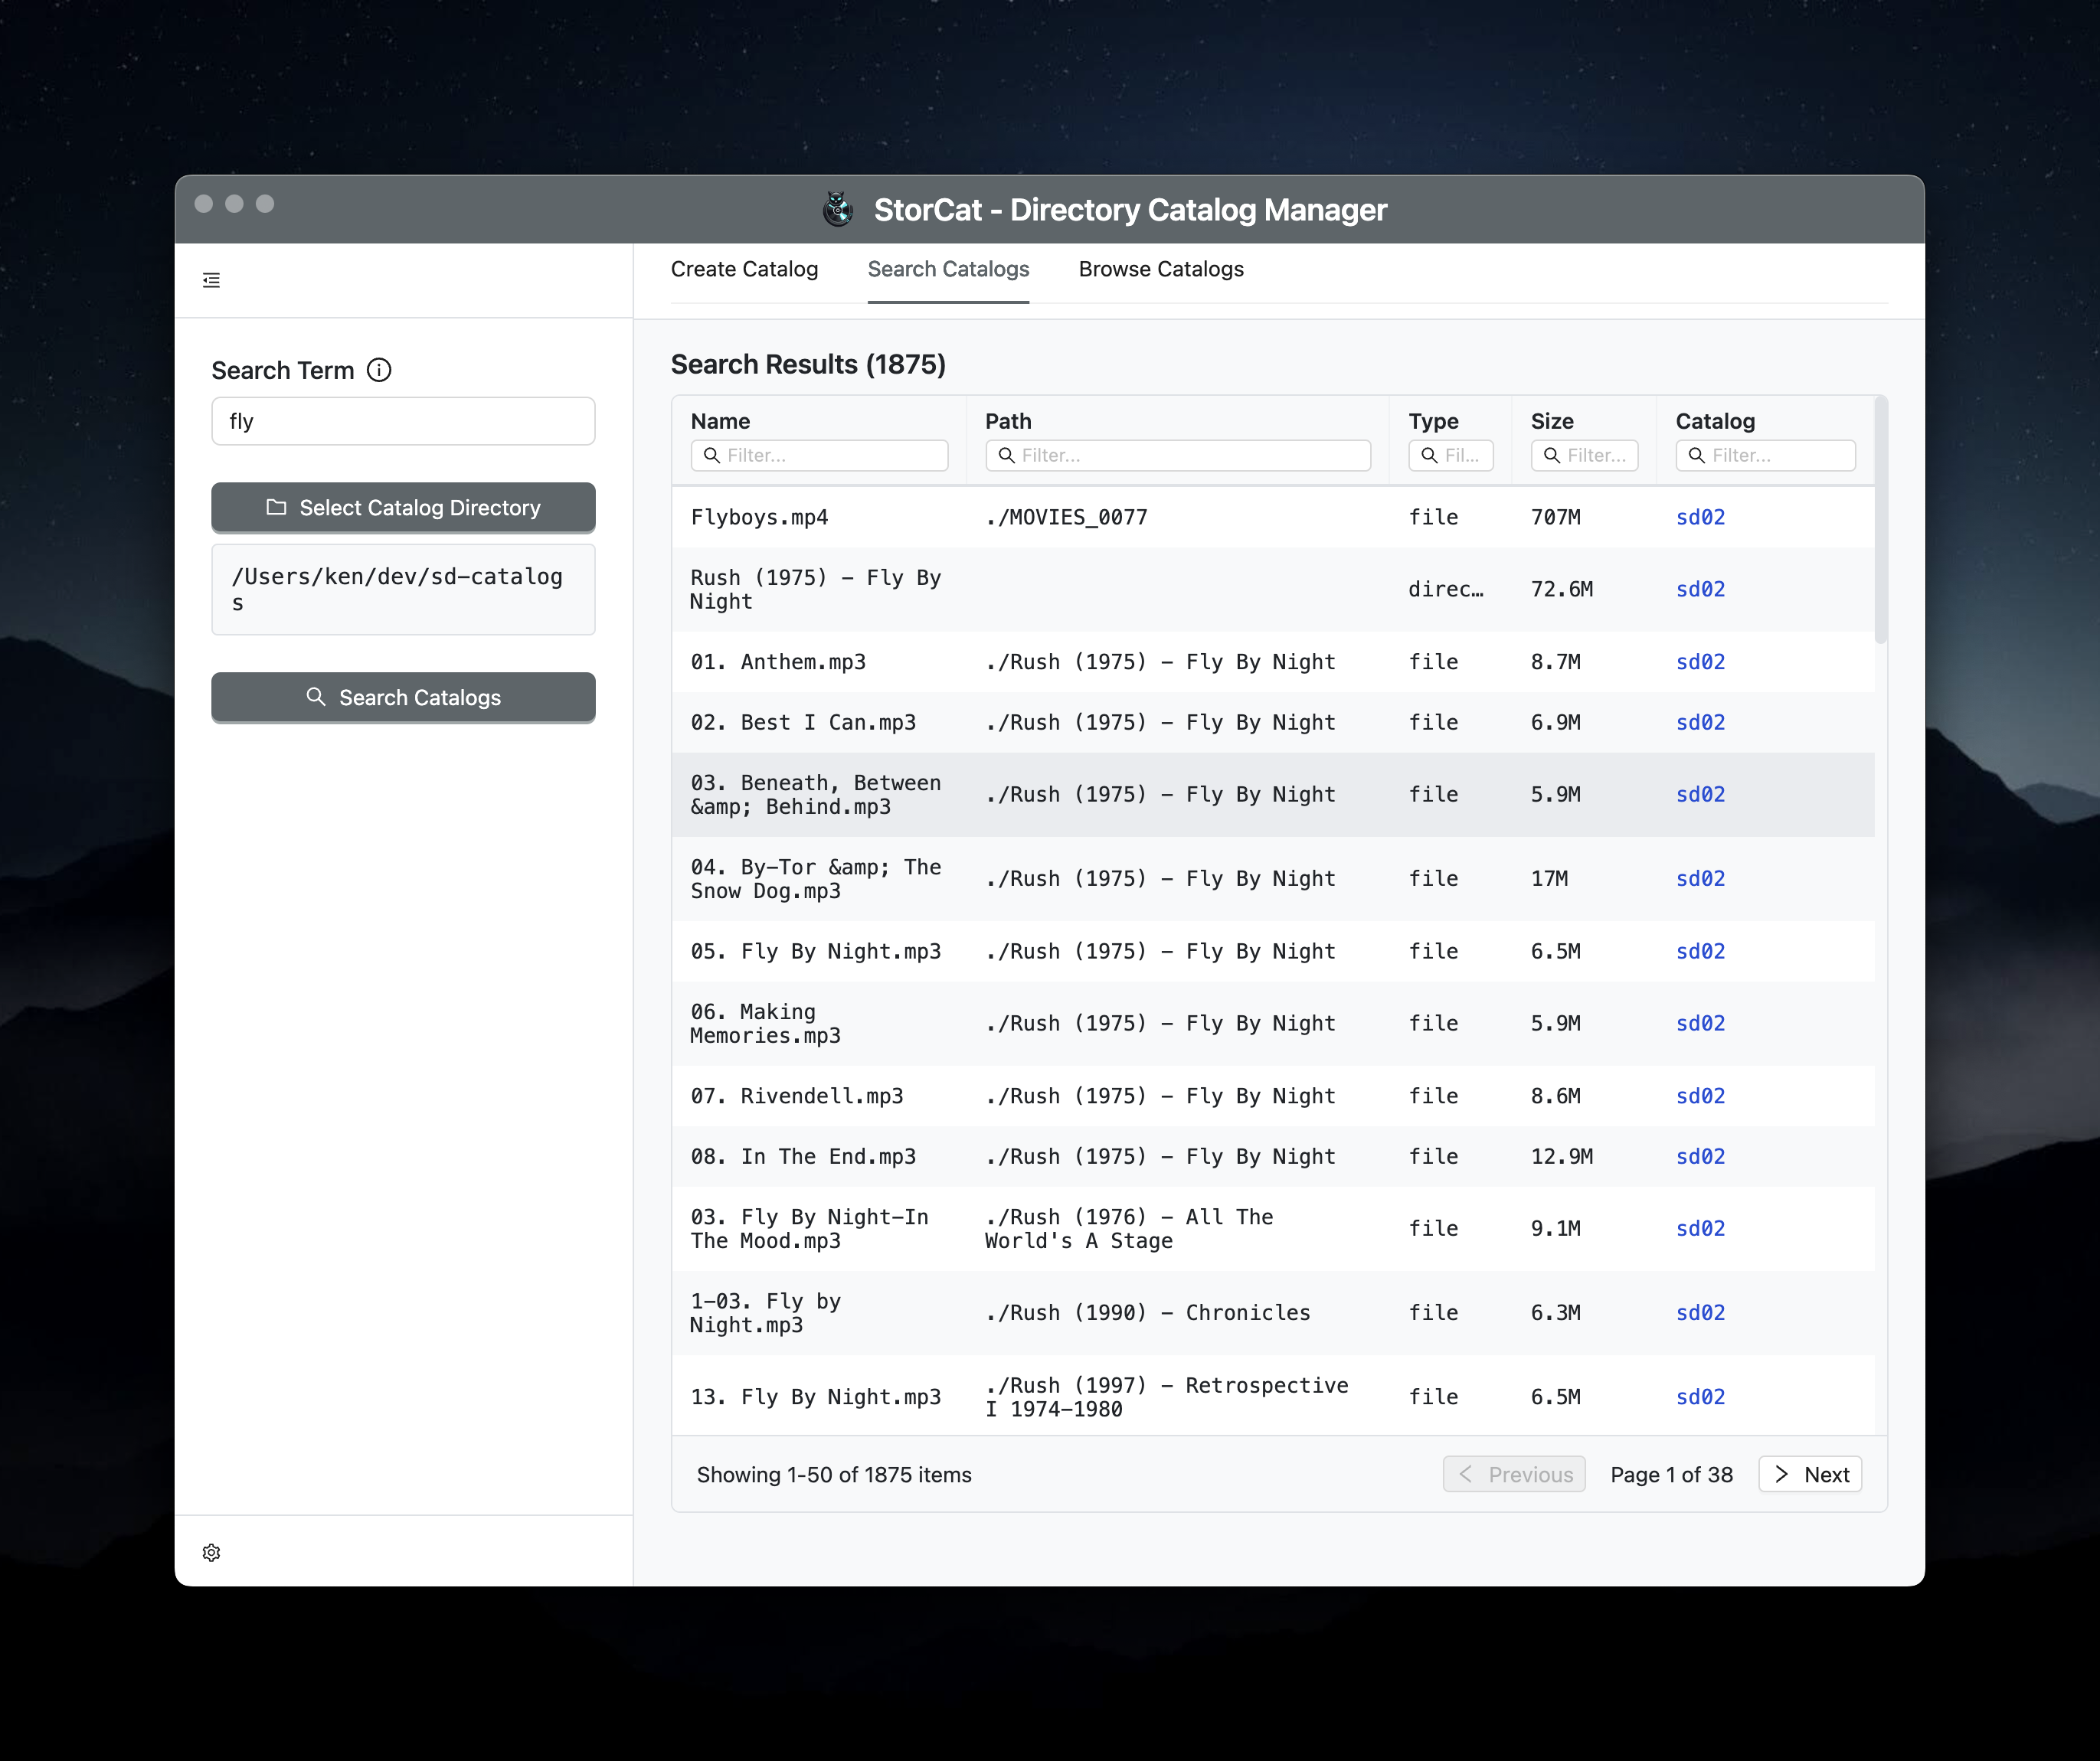 StorCat - Directory Catalog Manager
Create Catalog Search Catalogs Browse Catalogs
Search Term
fly
Select Catalog Directory
/Users/ken/dev/sd-catalog
s
Search Catalogs
Search Results (1875)
Name Path Type Size Catalog
Filter... Filter... Fil... Filter... Filter...
Flyboys.mp4 ./MOVIES_0077 file 707M sd02
Rush (1975) – Fly By
Night direc… 72.6M sd02
01. Anthem.mp3 ./Rush (1975) – Fly By Night file 8.7M sd02
02. Best I Can.mp3 ./Rush (1975) – Fly By Night file 6.9M sd02
03. Beneath, Between
&amp; Behind.mp3 ./Rush (1975) – Fly By Night file 5.9M sd02
04. By-Tor &amp; The
Snow Dog.mp3 ./Rush (1975) – Fly By Night file 17M sd02
05. Fly By Night.mp3 ./Rush (1975) – Fly By Night file 6.5M sd02
06. Making
Memories.mp3 ./Rush (1975) – Fly By Night file 5.9M sd02
07. Rivendell.mp3 ./Rush (1975) – Fly By Night file 8.6M sd02
08. In The End.mp3 ./Rush (1975) – Fly By Night file 12.9M sd02
03. Fly By Night-In
The Mood.mp3 ./Rush (1976) – All The
World's A Stage file 9.1M sd02
1-03. Fly by
Night.mp3 ./Rush (1990) – Chronicles file 6.3M sd02
13. Fly By Night.mp3 ./Rush (1997) – Retrospective
I 1974-1980 file 6.5M sd02
Showing 1-50 of 1875 items Previous Page 1 of 38 Next